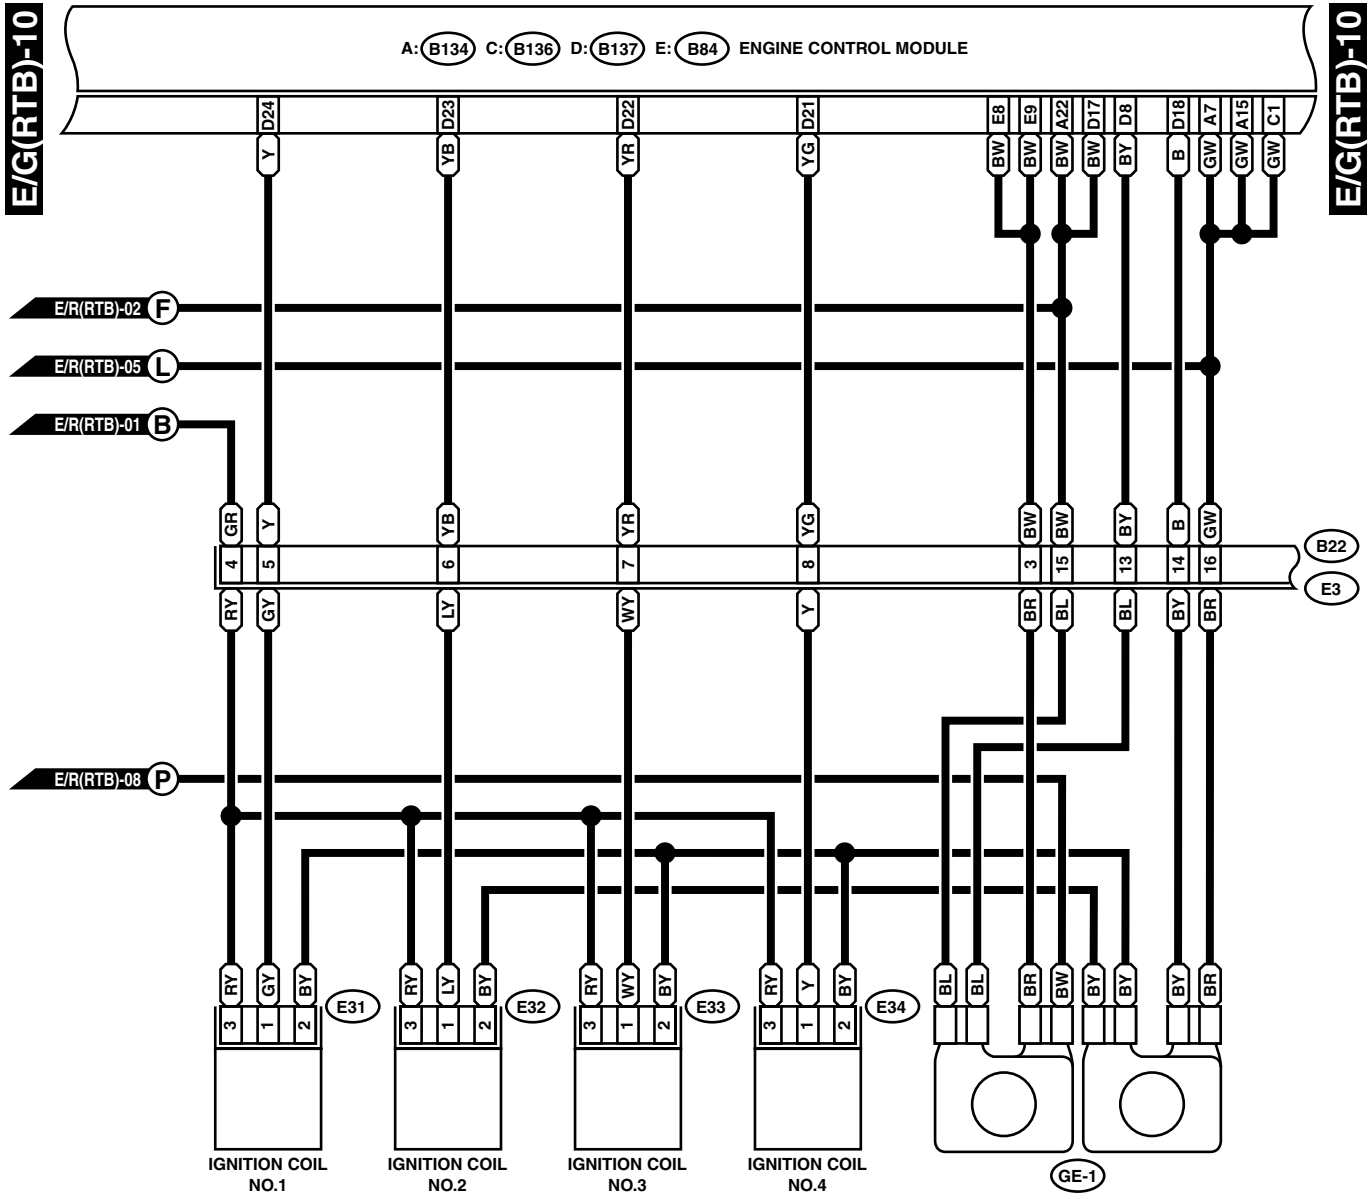 E/G(RTB)-10
E/G(RTB)-10
A: B134 C: B136 D: B137 E: B84 ENGINE CONTROL MODULE
D24 D23 D22 D21 E8 E9 A22 D17 D8 D18 A7 A15 C1
Y YB YR YG BW BW BW BW BY B GW GW GW
E/R(RTB)-02 F
E/R(RTB)-05 L
E/R(RTB)-01 B
GR Y YB YR YG BW BW BY B GW
B22
4 5 6 7 8 3 15 13 14 16
E3
RY GY LY WY Y BR BL BL BY BR
E/R(RTB)-08 P
RY GY BY RY LY BY RY WY BY RY Y BY BL BL BR BW BY BY BY BR
3 1 2 E31 3 1 2 E32 3 1 2 E33 3 1 2 E34
IGNITION COIL NO.1
IGNITION COIL NO.2
IGNITION COIL NO.3
IGNITION COIL NO.4
GE-1